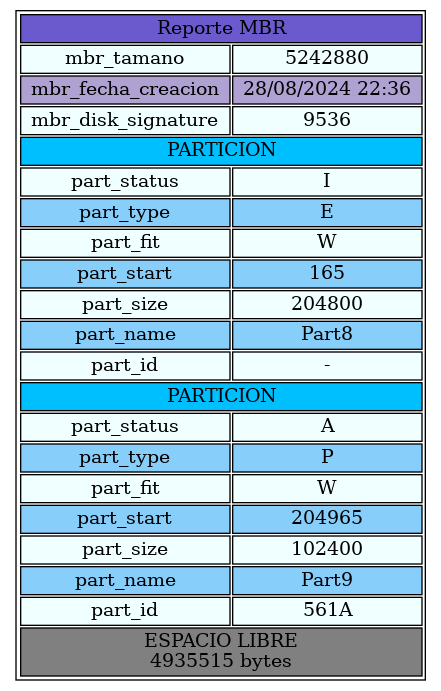 Reporte MBR
mbr_tamano 5242880
mbr_fecha_creacion 28/08/2024 22:36
mbr_disk_signature 9536
PARTICION
part_status I
part_type E
part_fit W
part_start 165
part_size 204800
part_name Part8
part_id -
PARTICION
part_status A
part_type P
part_fit W
part_start 204965
part_size 102400
part_name Part9
part_id 561A
ESPACIO LIBRE
4935515 bytes